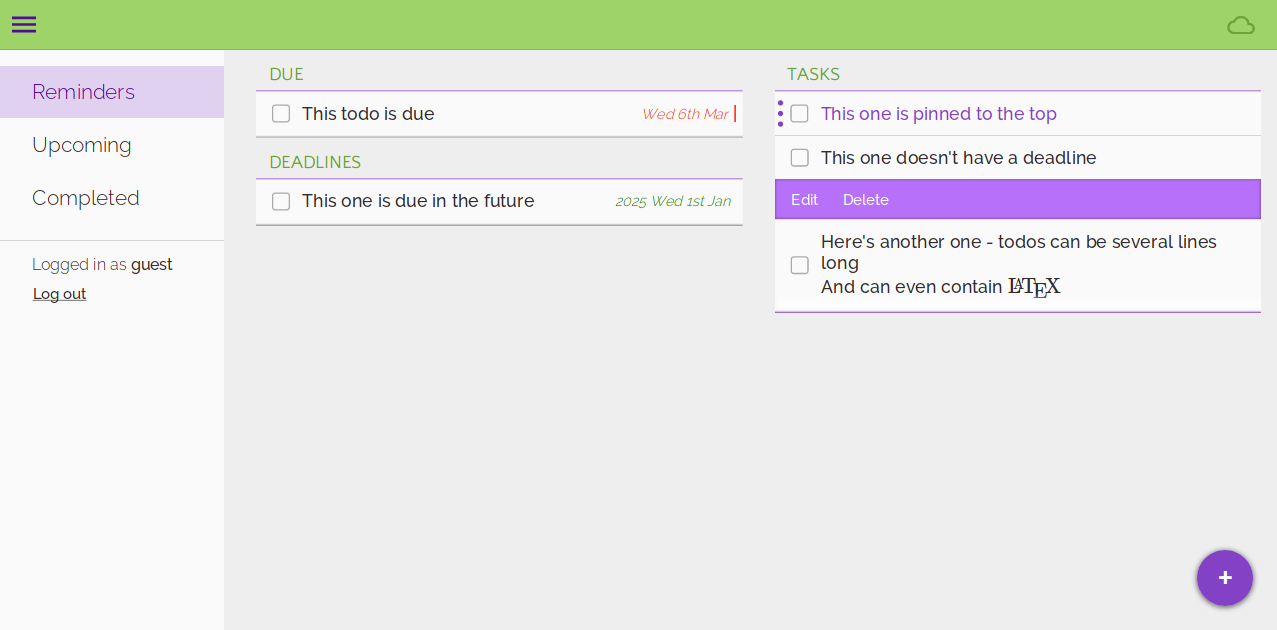 Reminders
Upcoming
Completed
Logged in as guest
Log out
DUE
This todo is due
Wed 6th Mar
DEADLINES
This one is due in the future
2025 Wed 1st Jan
TASKS
This one is pinned to the top
This one doesn't have a deadline
Edit Delete
Here's another one - todos can be several lines
long
And can even contain LATEX
+